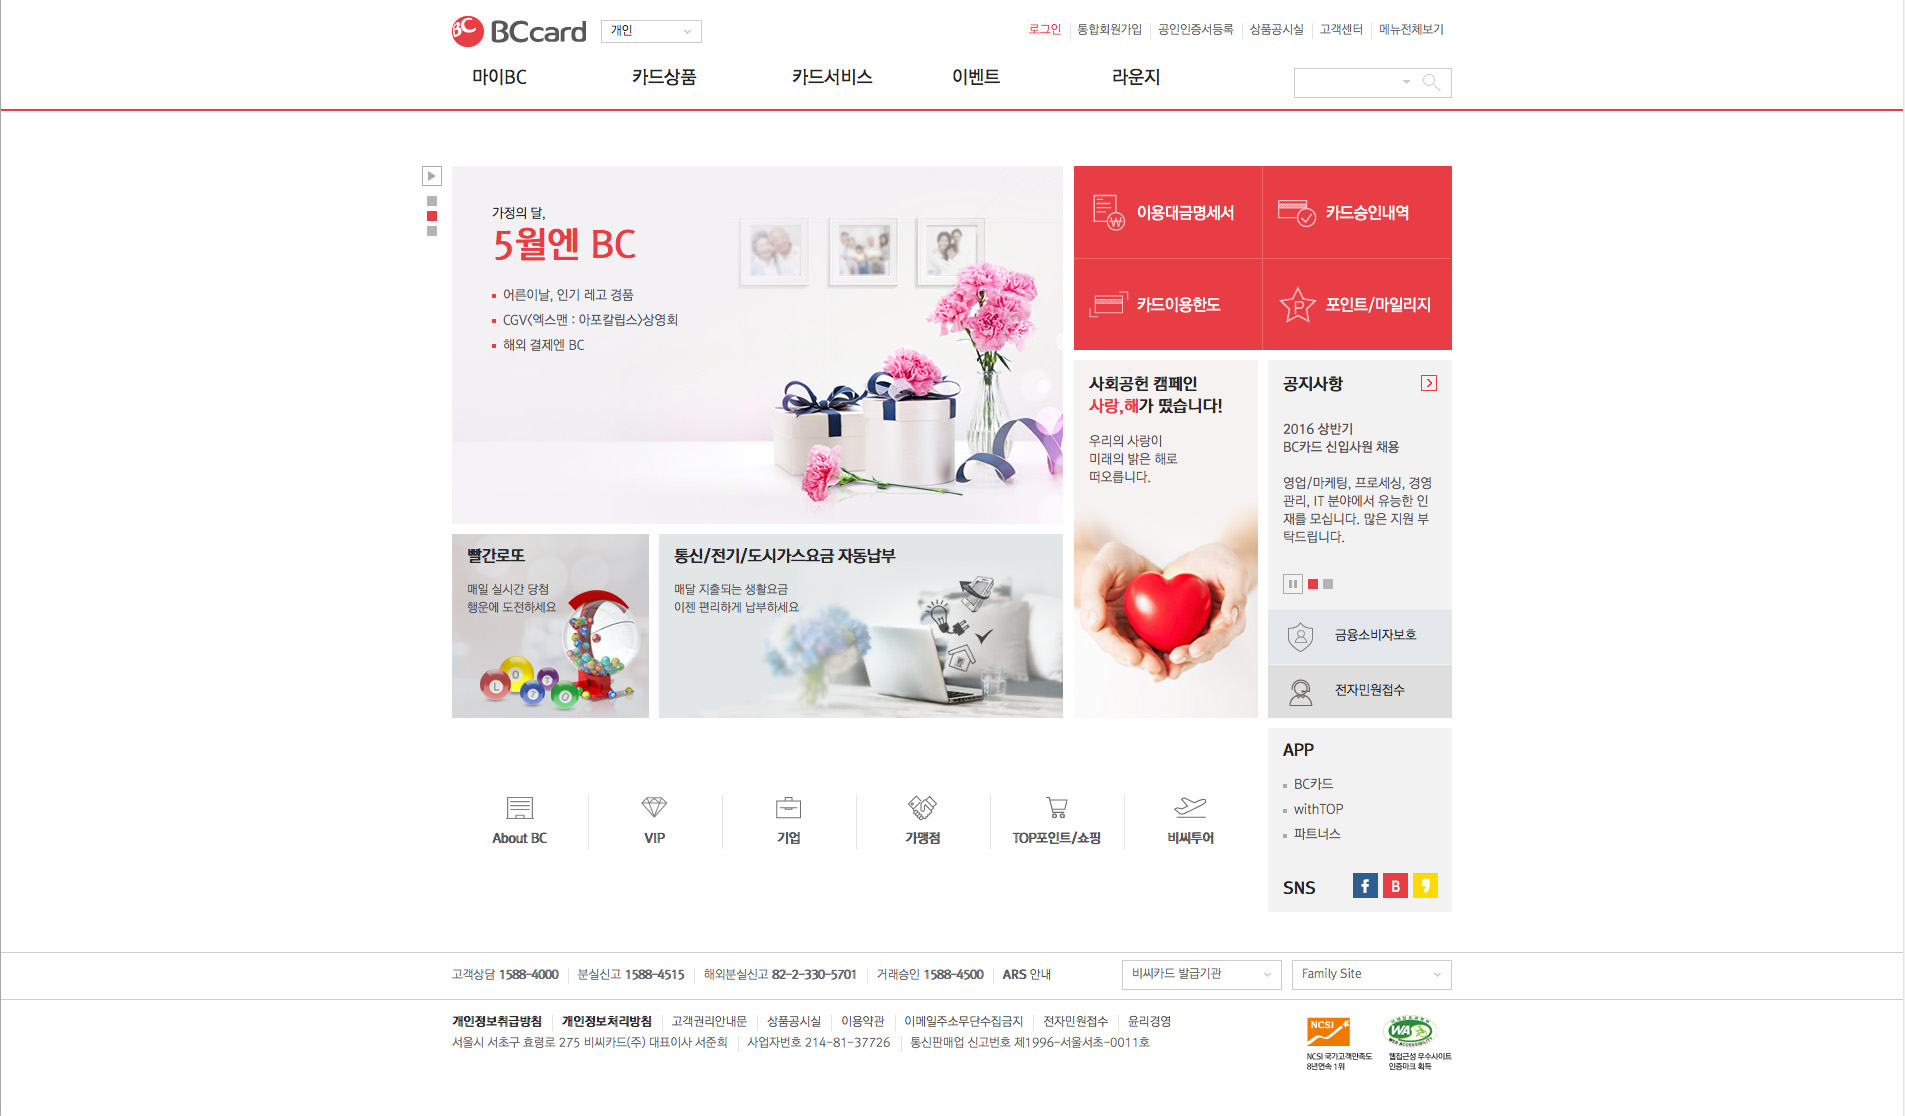 BC BCcard
개인
로그인 통합회원가입 공인인증서등록 상품공시실 고객센터 메뉴전체보기
마이BC 카드상품 카드서비스 이벤트 라운지
가정의 달,
5월엔 BC
어른이날, 인기 레고 경품
CGV<엑스맨 : 아포칼립스>상영회
해외 결제엔 BC
이용대금명세서
카드승인내역
카드이용한도
포인트/마일리지
사회공헌 캠페인
사랑,해가 떴습니다!
우리의 사랑이
미래의 밝은 해로
떠오릅니다.
공지사항
2016 상반기
BC카드 신입사원 채용
영업/마케팅, 프로세싱, 경영
관리, IT 분야에서 유능한 인
재를 모십니다. 많은 지원 부
탁드립니다.
금융소비자보호
전자민원접수
빨간로또
매일 실시간 당첨
행운에 도전하세요
L O T T O
통신/전기/도시가스요금 자동납부
매달 지출되는 생활요금
이젠 편리하게 납부하세요
APP
BC카드
withTOP
파트너스
SNS
f B
About BC
VIP
기업
가맹점
TOP포인트/쇼핑
비씨투어
고객상담 1588-4000 분실신고 1588-4515 해외분실신고 82-2-330-5701 거래승인 1588-4500 ARS 안내
비씨카드 발급기관
Family Site
개인정보취급방침 개인정보처리방침 고객권리안내문 상품공시실 이용약관 이메일주소무단수집금지 전자민원접수 윤리경영
서울시 서초구 효령로 275 비씨카드(주) 대표이사 서준희 사업자번호 214-81-37726 통신판매업 신고번호 제1996-서울서초-0011호
NCSI
NCSI 국가고객만족도
8년연속 1위
WA
WEB ACCESSIBILITY
웹접근성 우수사이트
인증마크 획득